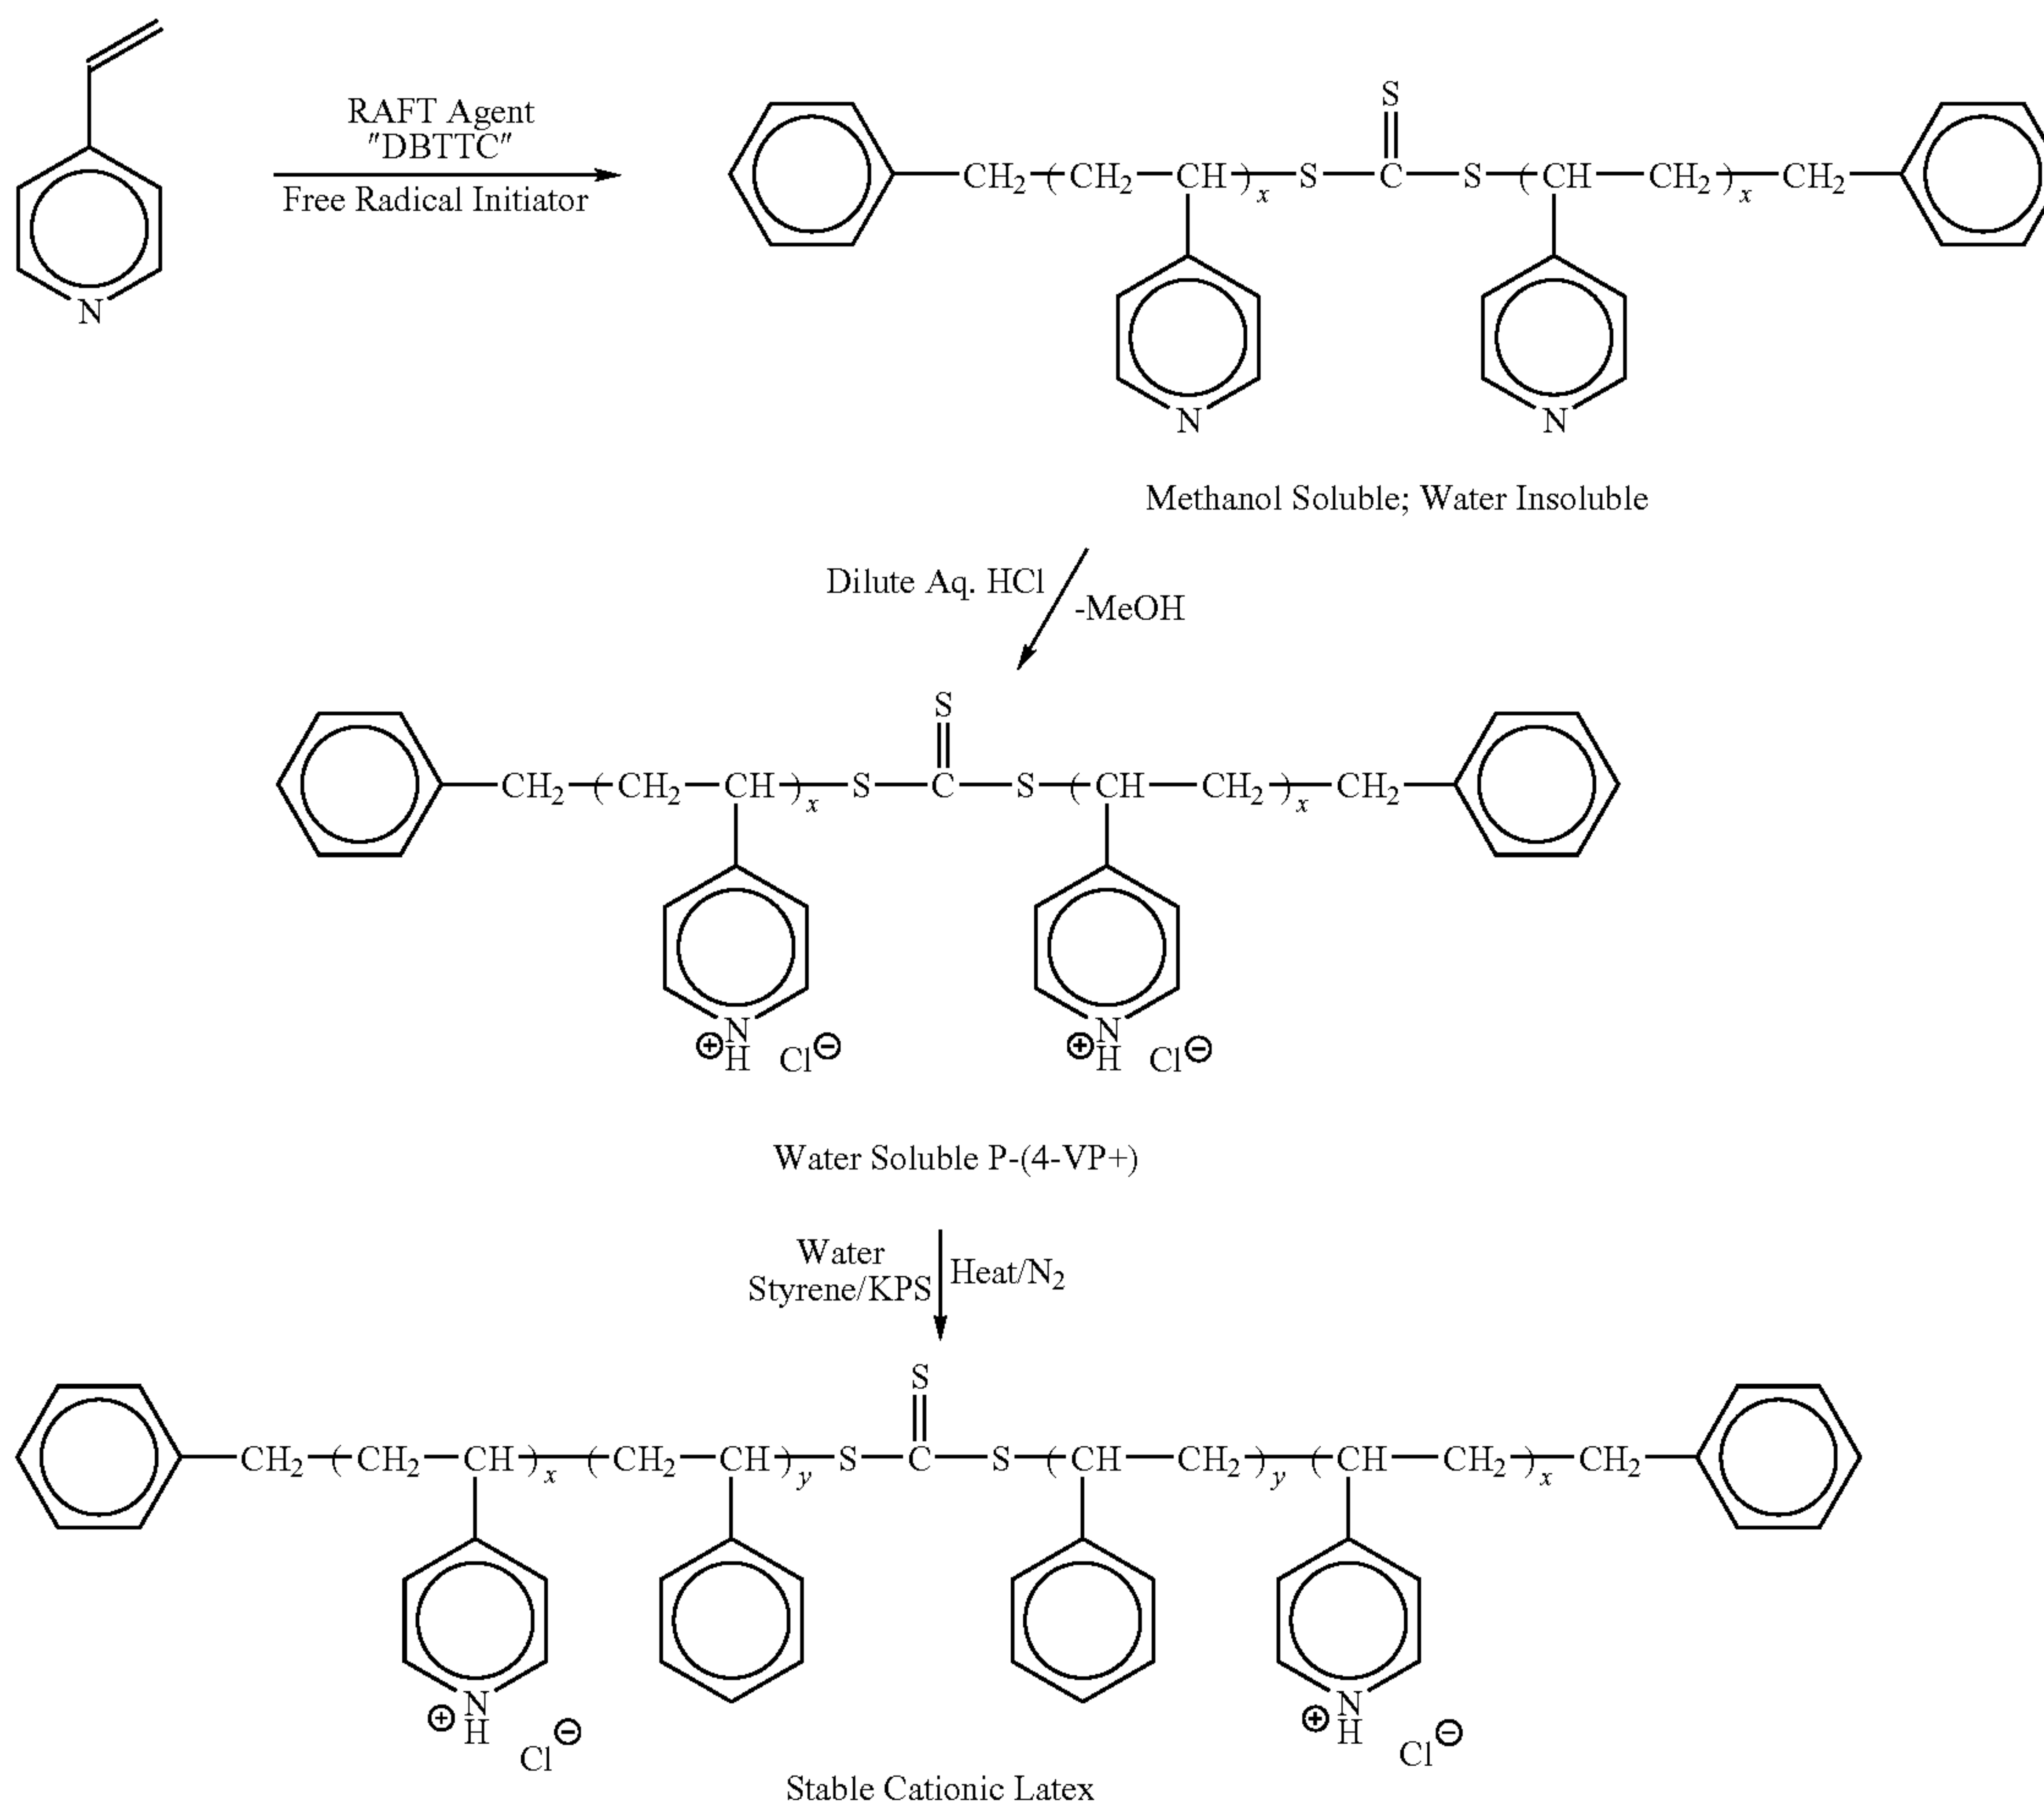 RAFT Agent
"DBTTC"
Free Radical Initiator
N
S
CH2 ( CH2 CH )x S C S ( CH CH2 )x CH2
N N
Methanol Soluble; Water Insoluble
Dilute Aq. HCl
-MeOH
S
CH2 ( CH2 CH )x S C S ( CH CH2 )x CH2
⊕ N H Cl ⊖ ⊕ N H Cl ⊖
Water Soluble P-(4-VP+)
Water
Styrene/KPS
Heat/N2
S
CH2 ( CH2 CH )x ( CH2 CH )y S C S ( CH CH2 )y ( CH CH2 )x CH2
⊕ N H Cl ⊖ ⊕ N H Cl ⊖
Stable Cationic Latex